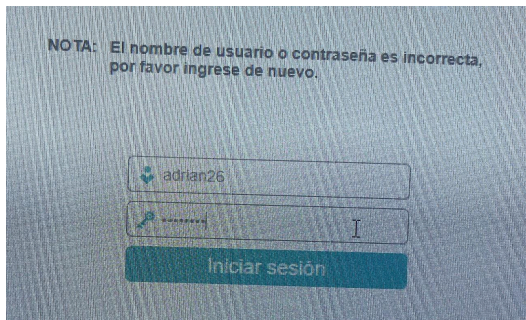 NOTA: El nombre de usuario o contraseña es incorrecta,
por favor ingrese de nuevo.
adrian26
Iniciar sesión